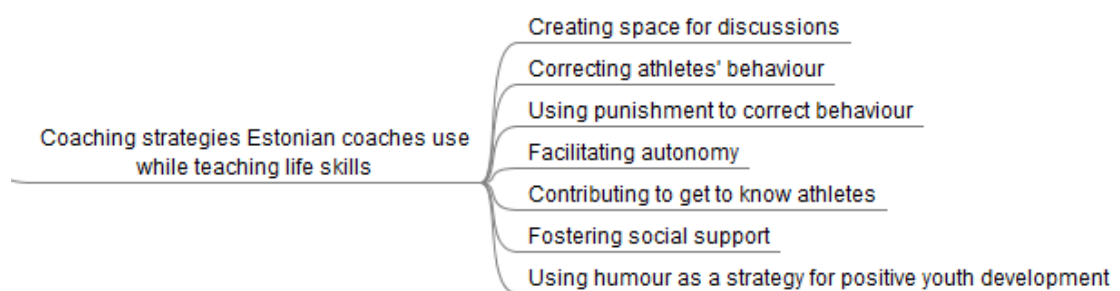 Creating space for discussions
Correcting athletes' behaviour
Using punishment to correct behaviour
Coaching strategies Estonian coaches use
while teaching life skills
Facilitating autonomy
Contributing to get to know athletes
Fostering social support
Using humour as a strategy for positive youth development